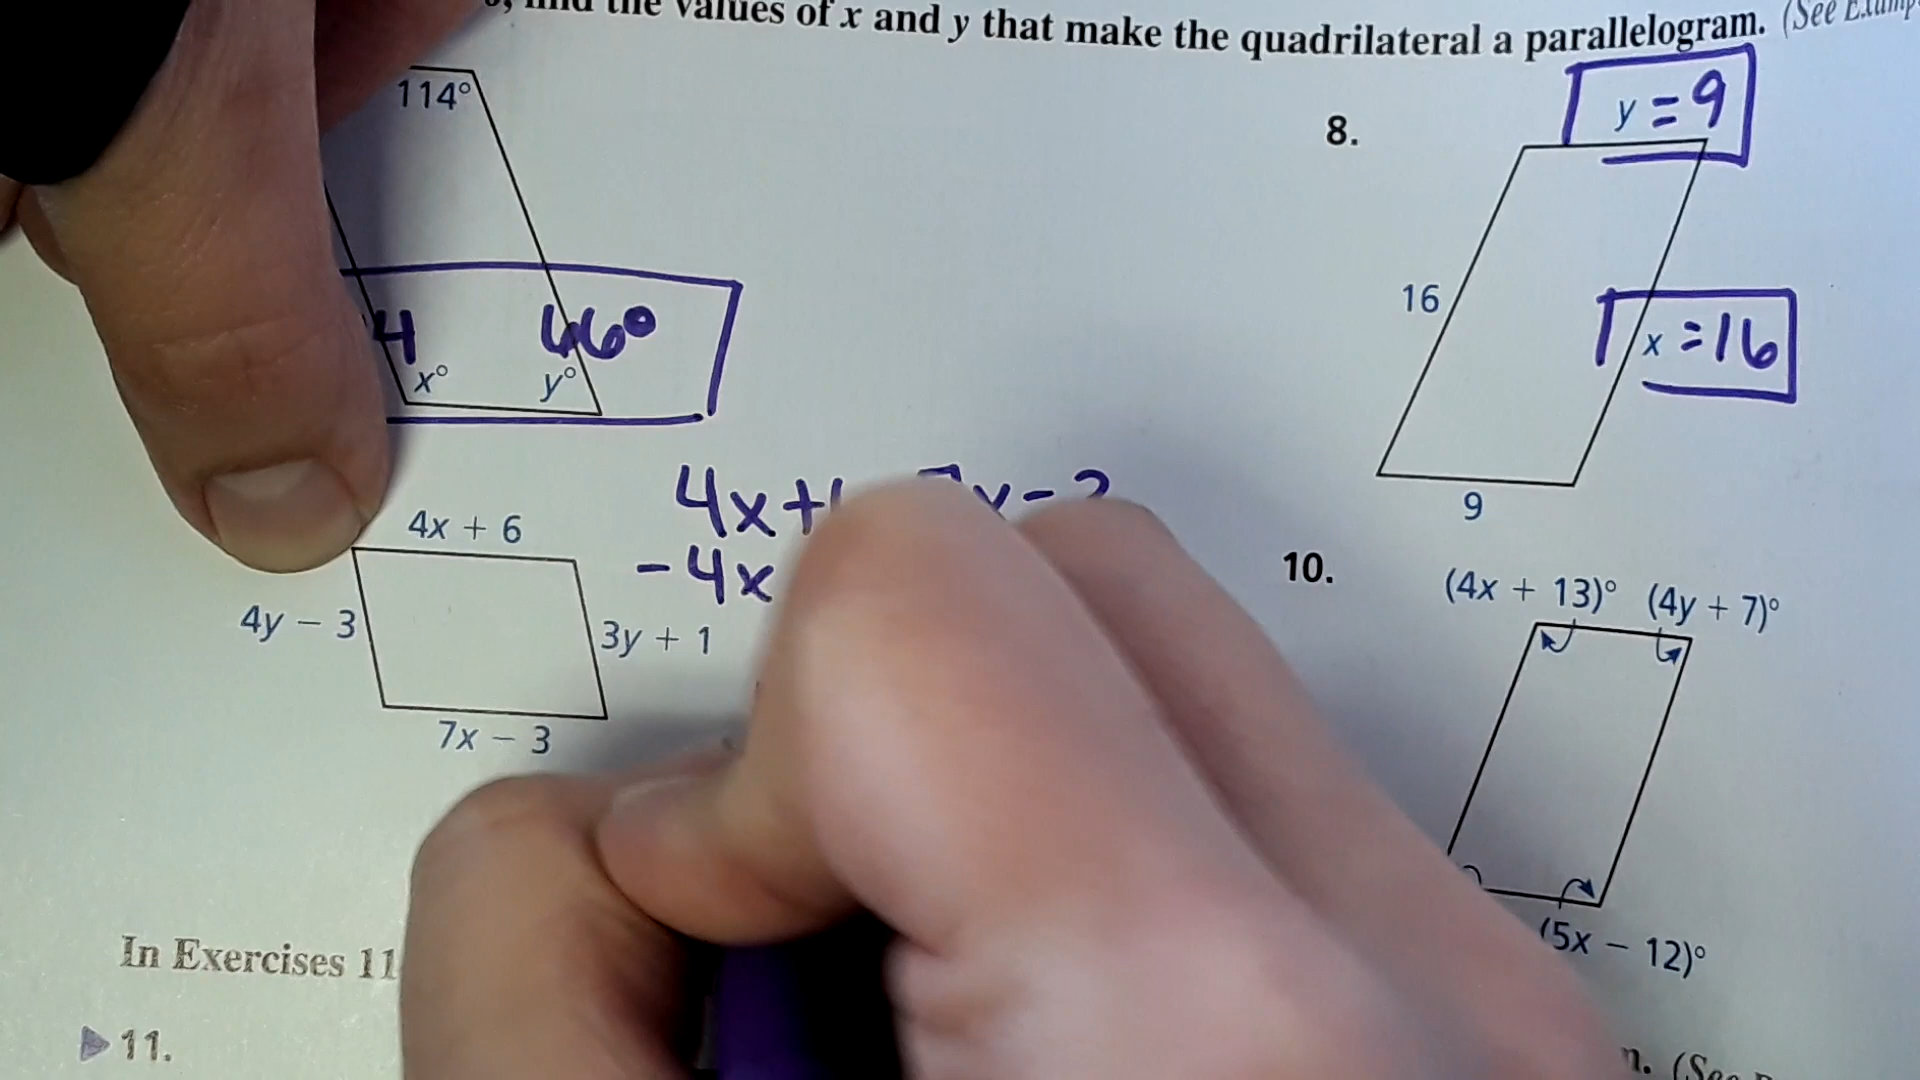 the values of x and y that make the quadrilateral a parallelogram. (See
114°
4 66°
x° y°
8.
y = 9
16
x = 16
9
4x + 6
4y − 3
3y + 1
7x − 3
4x+
-4x
10.
(4x + 13)° (4y + 7)°
(5x − 12)°
In Exercises 11
11.